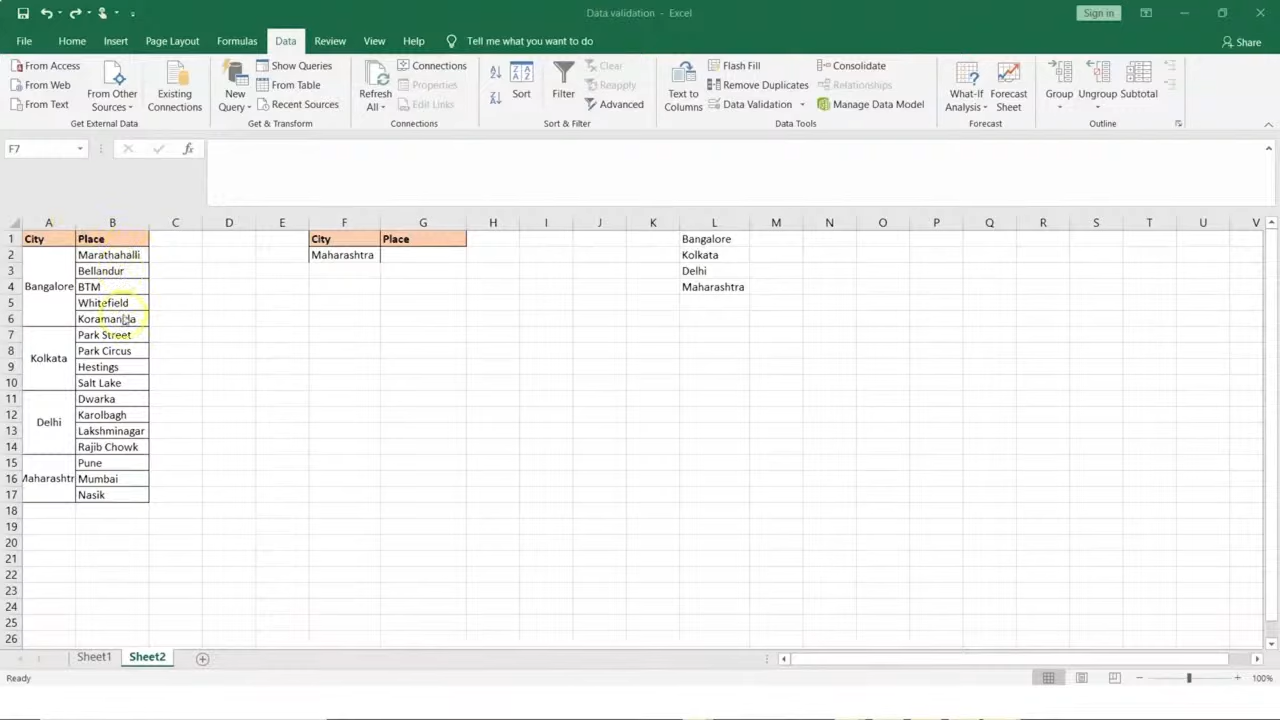 Data validation - Excel
Sign in
File Home Insert Page Layout Formulas Data Review View Help Tell me what you want to do Share
From Access
From Web
From Text
From Other Sources
Existing Connections
Get External Data
New Query
Show Queries
From Table
Recent Sources
Get & Transform
Refresh All
Connections
Properties
Edit Links
Connections
Sort
Filter
Clear
Reapply
Advanced
Sort & Filter
Text to Columns
Flash Fill
Remove Duplicates
Data Validation
Consolidate
Relationships
Manage Data Model
Data Tools
What-If Analysis
Forecast Sheet
Forecast
Group
Ungroup
Subtotal
Outline
F7 fx
A B C D E F G H I J K L M N O P Q R S T U V
1 City Place City Place Bangalore
2 Marathahalli Maharashtra Kolkata
3 Bellandur Delhi
4 Bangalore BTM Maharashtra
5 Whitefield
6
7 Park Street
8 Kolkata Park Circus
9 Hestings
10 Salt Lake
11 Dwarka
12 Delhi Karolbagh
13 Lakshminagar
14 Rajib Chowk
15 Pune
16 Mumbai
17 Nasik
18
19
20
21
22
23
24
25
26
Sheet1 Sheet2
Ready 100%